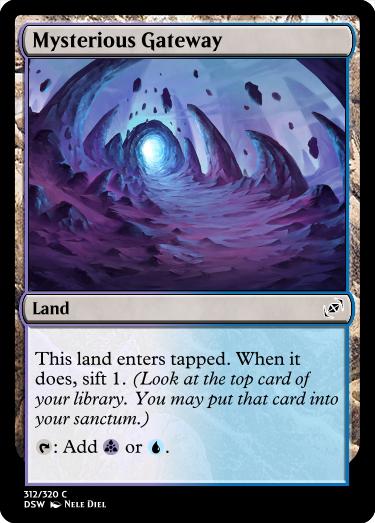 Mysterious Gateway
Land
This land enters tapped. When it
does, sift 1. (Look at the top card of
your library. You may put that card into
your sanctum.)
: Add or .
312/320 C
DSW Nele Diel